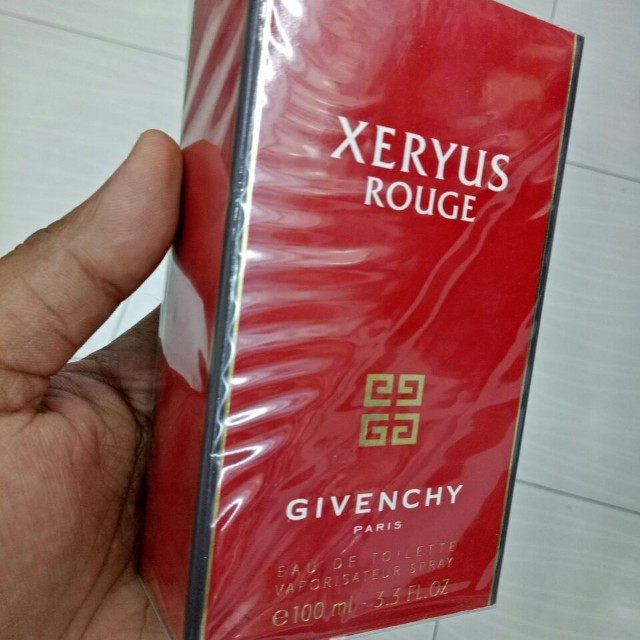 XERYUS
ROUGE
GIVENCHY
PARIS
EAU DE TOILETTE
VAPORISATEUR SPRAY
℮100 ml - 3.3 FL.OZ